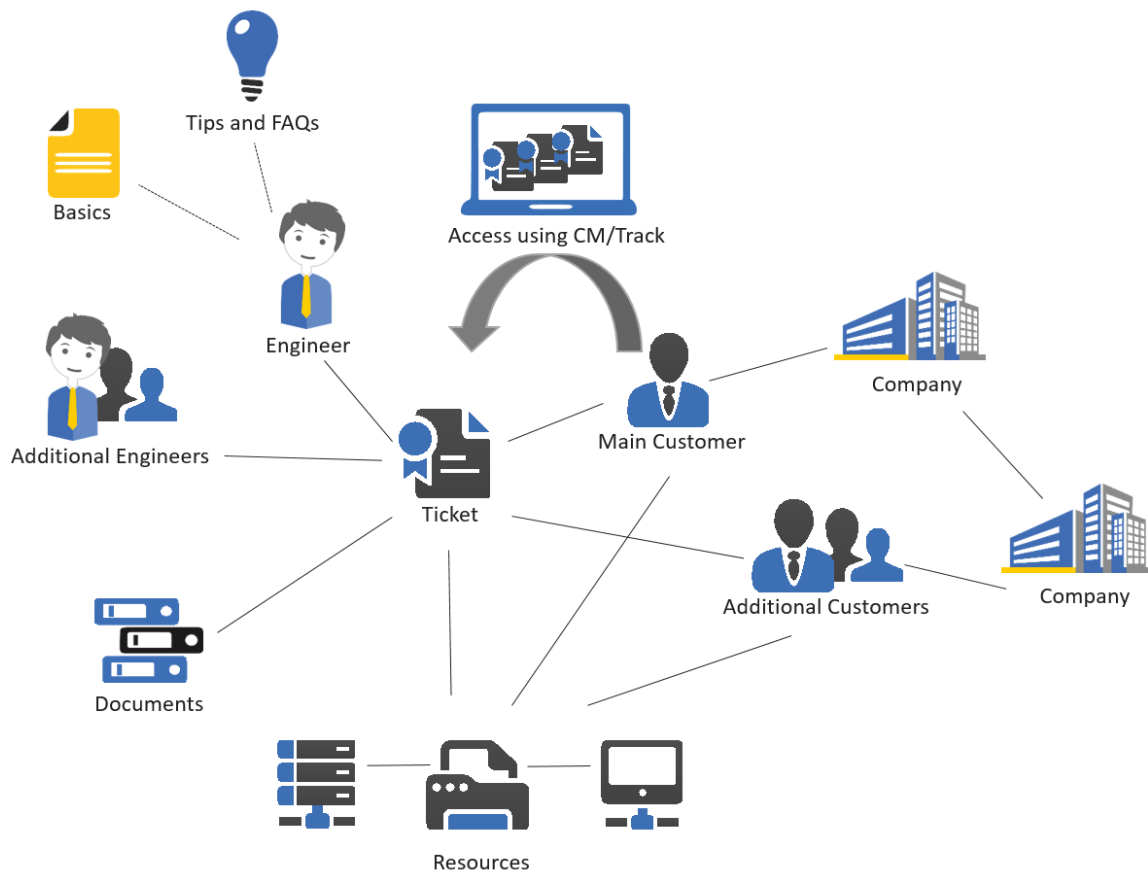 Tips and FAQs
Basics
Access using CM/Track
Engineer
Company
Main Customer
Additional Engineers
Ticket
Company
Additional Customers
Documents
Resources